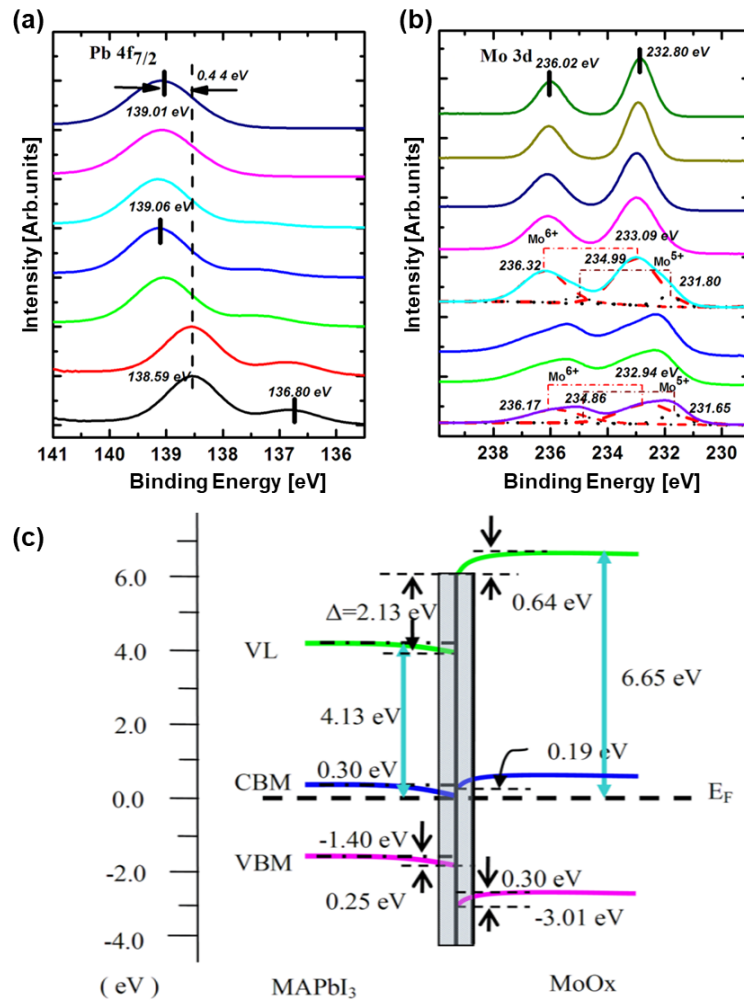 (a)
Pb 4f7/2
0.4 4 eV
139.01 eV
139.06 eV
138.59 eV
136.80 eV
Intensity [Arb.units]
141 140 139 138 137 136
Binding Energy [eV]
(b)
Mo 3d
236.02 eV
232.80 eV
233.09 eV
Mo6+
234.99
Mo5+
236.32
231.80
232.94 eV
Mo6+
Mo5+
236.17
234.86
231.65
Intensity [Arb.units]
238 236 234 232 230
Binding Energy [eV]
(c)
6.0
4.0
2.0
0.0
-2.0
-4.0
( eV )
Δ=2.13 eV
0.64 eV
VL
6.65 eV
4.13 eV
0.19 eV
CBM
0.30 eV
EF
VBM
-1.40 eV
0.30 eV
0.25 eV
-3.01 eV
MAPbI3
MoOx